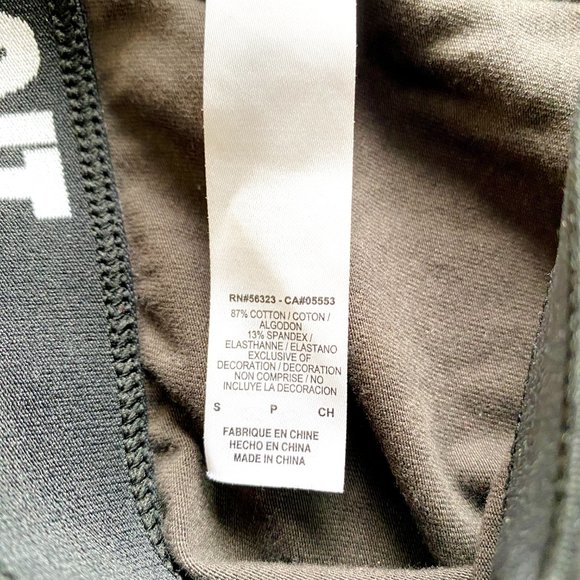 OIT
RN#56323 - CA#05553
87% COTTON / COTON /
ALGODON
13% SPANDEX /
ELASTHANNE / ELASTANO
EXCLUSIVE OF
DECORATION / DECORATION
NON COMPRISE / NO
INCLUYE LA DECORACION
S P CH
FABRIQUE EN CHINE
HECHO EN CHINA
MADE IN CHINA